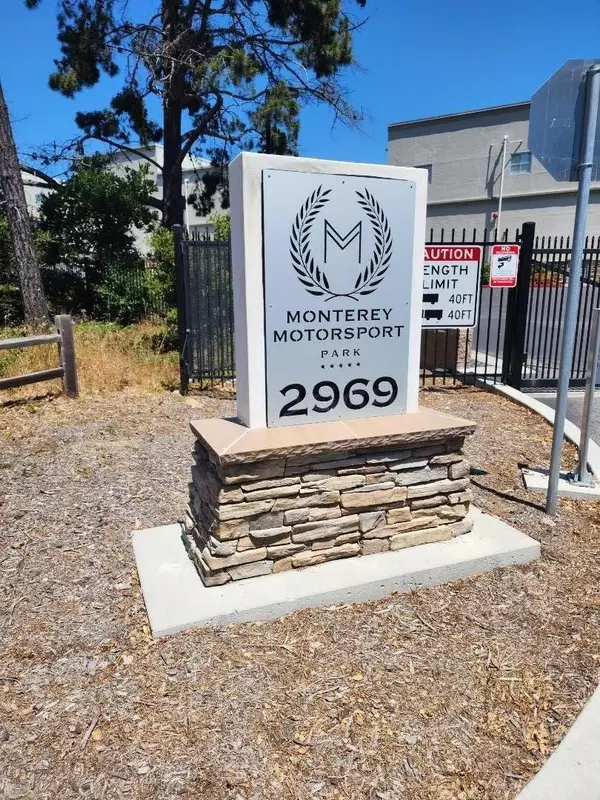 M
MONTEREY
MOTORSPORT
PARK
2969
AUTION
ENGTH
LIMIT
40FT
40FT